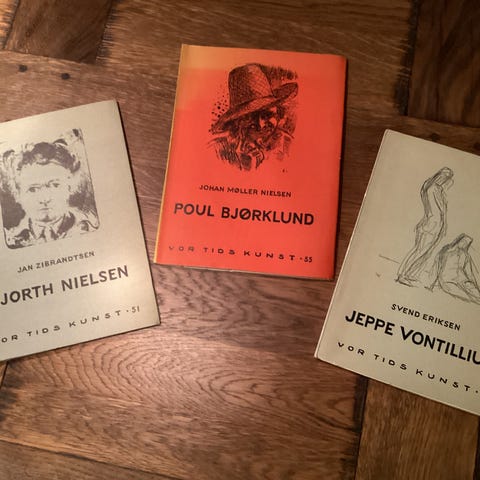 JAN ZIBRANDTSEN
JORTH NIELSEN
VOR TIDS KUNST · 51
JOHAN MØLLER NIELSEN
POUL BJØRKLUND
VOR TIDS KUNST · 55
SVEND ERIKSEN
JEPPE VONTILLIU
VOR TIDS KUNST ·